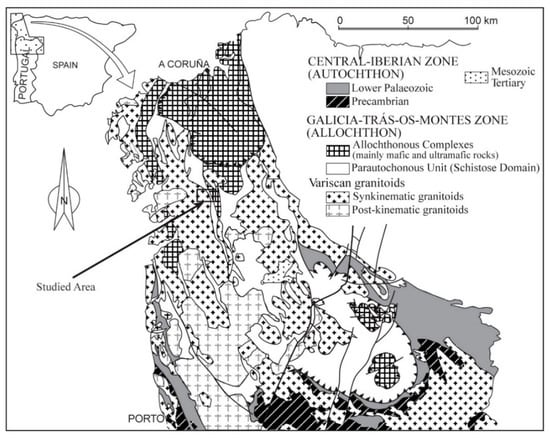 0 50 100 km
PORTUGAL
SPAIN
A CORUÑA
CENTRAL-IBERIAN ZONE
(AUTOCHTHON)
Lower Palaeozoic
Precambrian
Mesozoic
Tertiary
GALICIA-TRÁS-OS-MONTES ZONE
(ALLOCHTHON)
Allochthonous Complexes
(mainly mafic and ultramafic rocks)
Parautochonous Unit (Schistose Domain)
Variscan granitoids
Synkinematic granitoids
Post-kinematic granitoids
N
Studied Area
PORTO